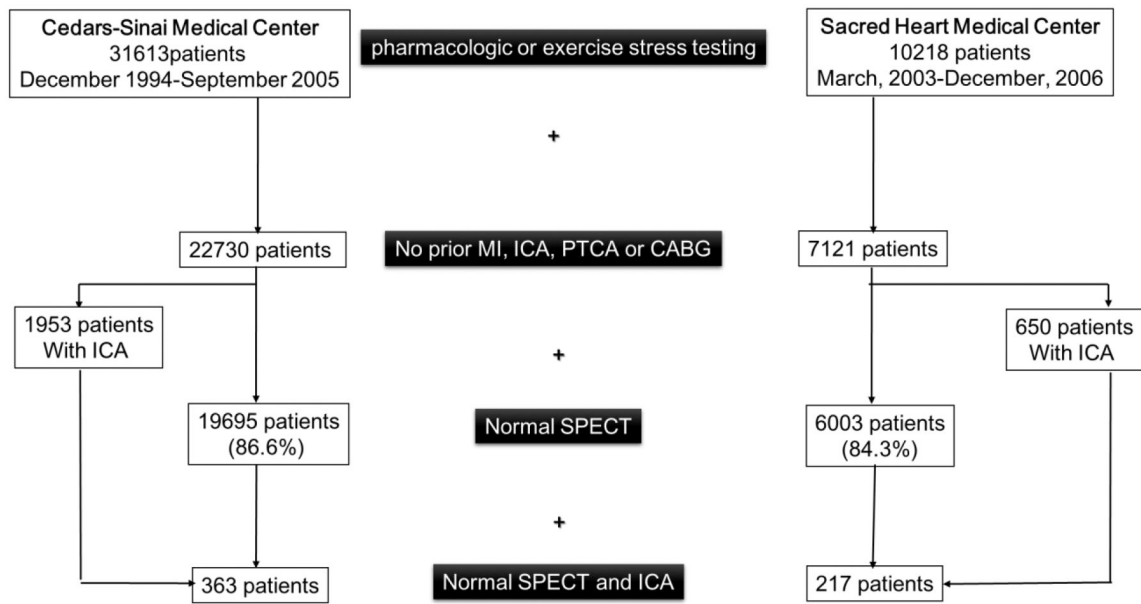 Cedars-Sinai Medical Center
31613patients
December 1994-September 2005
pharmacologic or exercise stress testing
Sacred Heart Medical Center
10218 patients
March, 2003-December, 2006
+
22730 patients
No prior MI, ICA, PTCA or CABG
7121 patients
1953 patients
With ICA
650 patients
With ICA
+
19695 patients
(86.6%)
Normal SPECT
6003 patients
(84.3%)
+
363 patients
Normal SPECT and ICA
217 patients